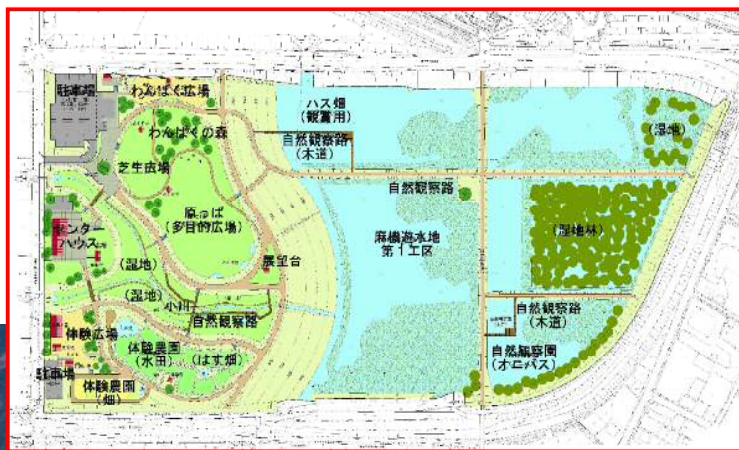 駐車場
わんぱく広場
わんぱくの森
芝生広場
原っぱ
(多目的広場)
センター
ハウス
(湿地)
(湿地)
小川
展望台
自然観察路
体験広場
体験農園
(水田)
(はす畑)
駐車場
体験農園
(畑)
ハス畑
(観賞用)
自然観察路
(木道)
自然観察路
麻機遊水地
第1工区
(湿地)
(湿地林)
自然観察路
(木道)
自然観察園
(オニバス)